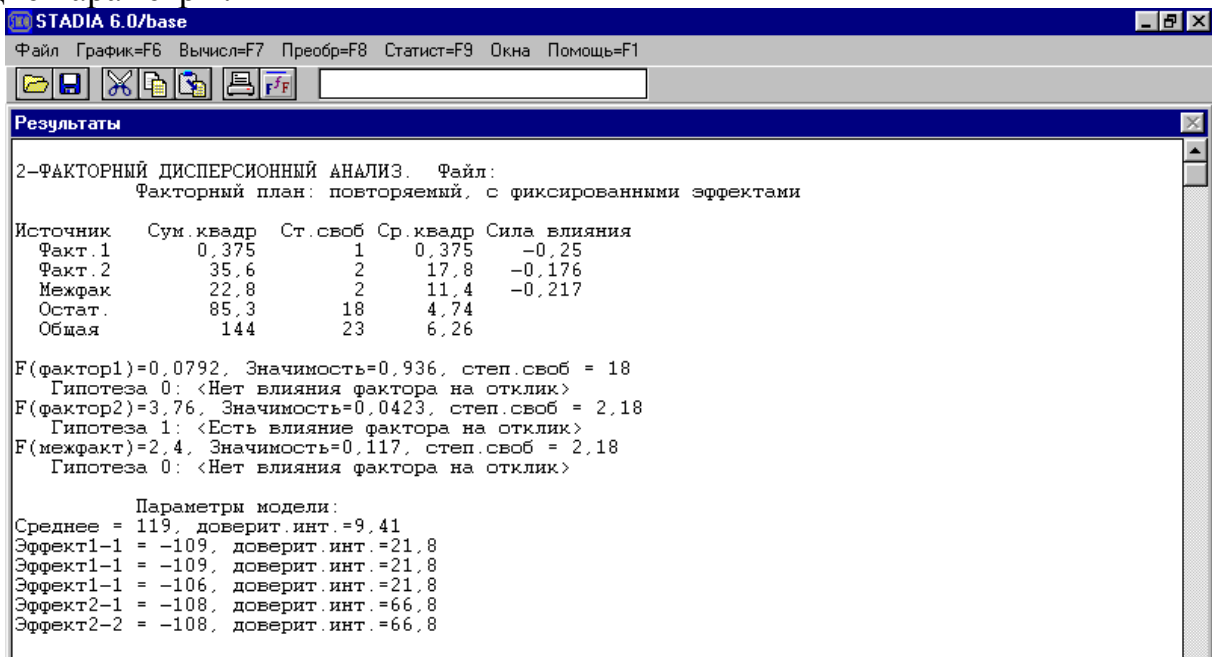 STADIA 6.0/base
Файл График=F6 Вычисл=F7 Преобр=F8 Статист=F9 Окна Помощь=F1
Результаты
2-ФАКТОРНЫЙ ДИСПЕРСИОННЫЙ АНАЛИЗ. Файл:
Факторный план: повторяемый, с фиксированными эффектами
Источник Сум.квадр Ст.своб Ср.квадр Сила влияния
Факт.1 0,375 1 0,375 -0,25
Факт.2 35,6 2 17,8 -0,176
Межфак 22,8 2 11,4 -0,217
Остат. 85,3 18 4,74
Общая 144 23 6,26
F(фактор1)=0,0792, Значимость=0,936, степ.своб = 18
Гипотеза 0: <Нет влияния фактора на отклик>
F(фактор2)=3,76, Значимость=0,0423, степ.своб = 2,18
Гипотеза 1: <Есть влияние фактора на отклик>
F(межфакт)=2,4, Значимость=0,117, степ.своб = 2,18
Гипотеза 0: <Нет влияния фактора на отклик>
Параметры модели:
Среднее = 119, доверит.инт.=9,41
Эффект1-1 = -109, доверит.инт.=21,8
Эффект1-1 = -109, доверит.инт.=21,8
Эффект1-1 = -106, доверит.инт.=21,8
Эффект2-1 = -108, доверит.инт.=66,8
Эффект2-2 = -108, доверит.инт.=66,8